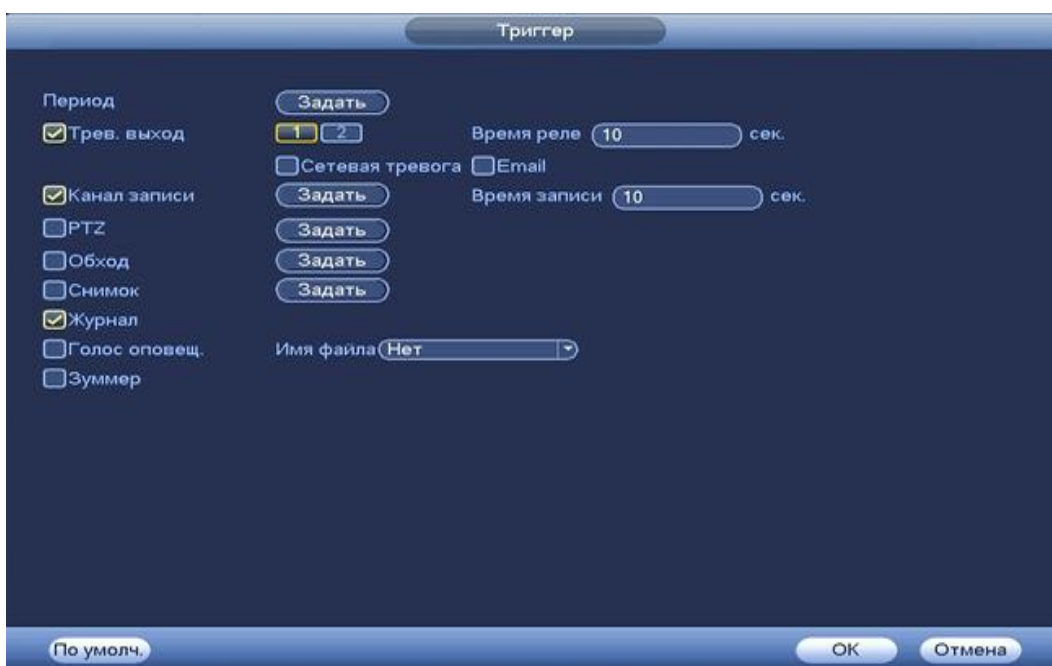 Триггер
Период Задать
Трев. выход 1 2 Время реле 10 сек.
Сетевая тревога Email
Канал записи Задать Время записи 10 сек.
PTZ Задать
Обход Задать
Снимок Задать
Журнал
Голос оповещ. Имя файла Нет
Зуммер
По умолч. OK Отмена